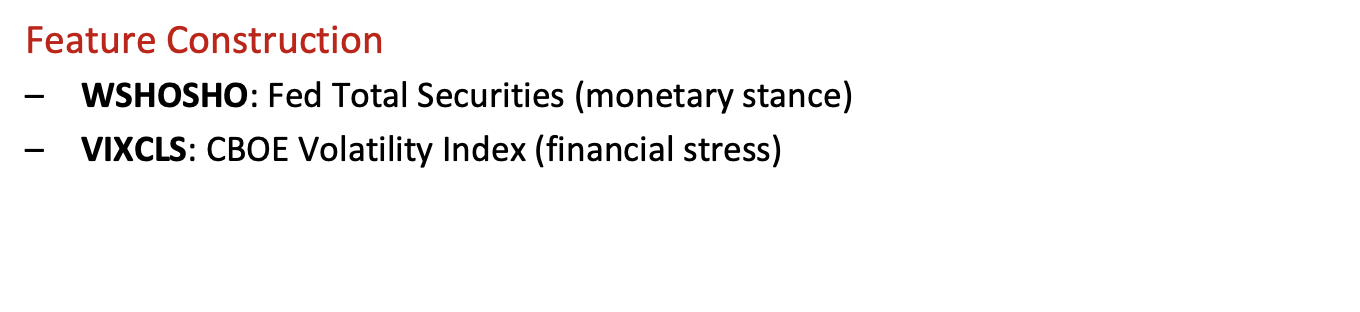 Feature Construction
– WSHOSHO: Fed Total Securities (monetary stance)
– VIXCLS: CBOE Volatility Index (financial stress)